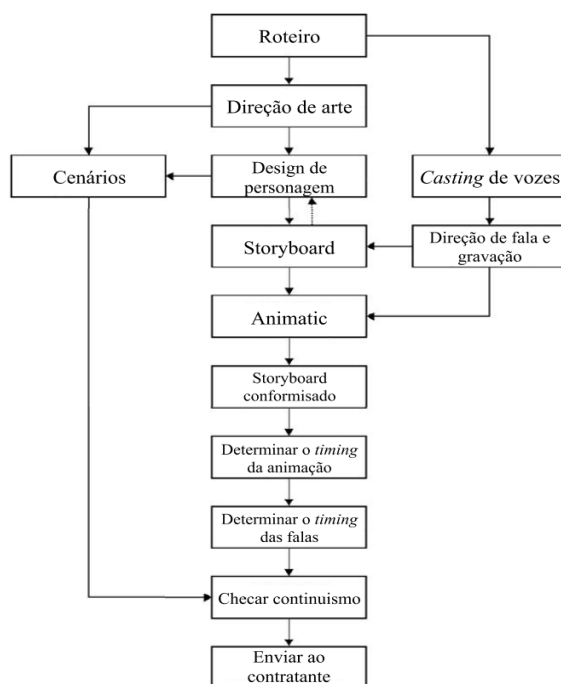 Roteiro
Direção de arte
Cenários
Design de
personagem
Casting de vozes
Storyboard
Direção de fala e
gravação
Animatic
Storyboard
conformisado
Determinar o timing
da animação
Determinar o timing
das falas
Checar continuismo
Enviar ao
contratante